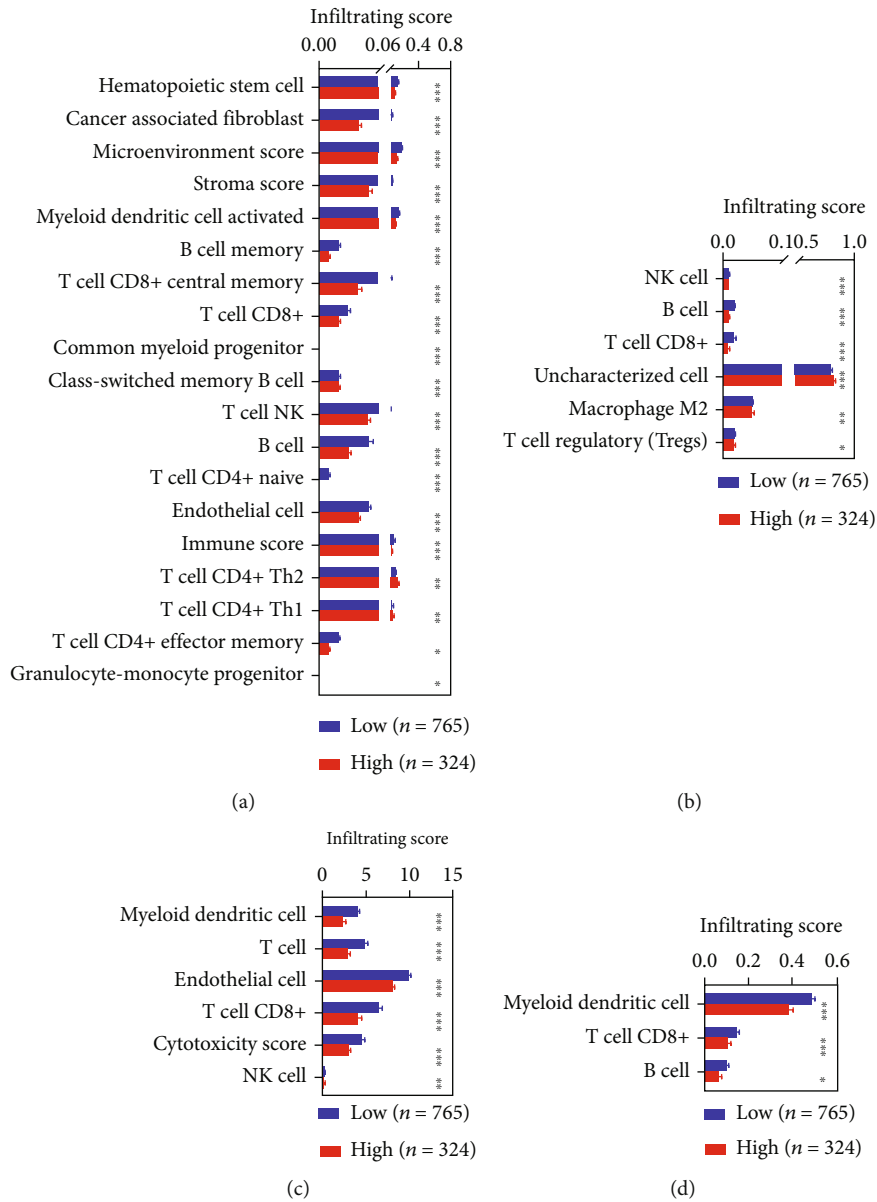 Infiltrating score
0.00 0.06 0.4 0.8
Hematopoietic stem cell ***
Cancer associated fibroblast ***
Microenvironment score ***
Stroma score ***
Myeloid dendritic cell activated ***
B cell memory ***
T cell CD8+ central memory ***
T cell CD8+ ***
Common myeloid progenitor ***
Class-switched memory B cell ***
T cell NK ***
B cell ***
T cell CD4+ naive ***
Endothelial cell ***
Immune score ***
T cell CD4+ Th2 **
T cell CD4+ Th1 **
T cell CD4+ effector memory *
Granulocyte-monocyte progenitor *
Low (n = 765)
High (n = 324)
(a)
Infiltrating score
0.0 0.10.5 1.0
NK cell ***
B cell ***
T cell CD8+ ***
Uncharacterized cell ***
Macrophage M2 **
T cell regulatory (Tregs) *
Low (n = 765)
High (n = 324)
(b)
Infiltrating score
0 5 10 15
Myeloid dendritic cell ***
T cell ***
Endothelial cell ***
T cell CD8+ ***
Cytotoxicity score ***
NK cell **
Low (n = 765)
High (n = 324)
(c)
Infiltrating score
0.0 0.2 0.4 0.6
Myeloid dendritic cell ***
T cell CD8+ ***
B cell *
Low (n = 765)
High (n = 324)
(d)